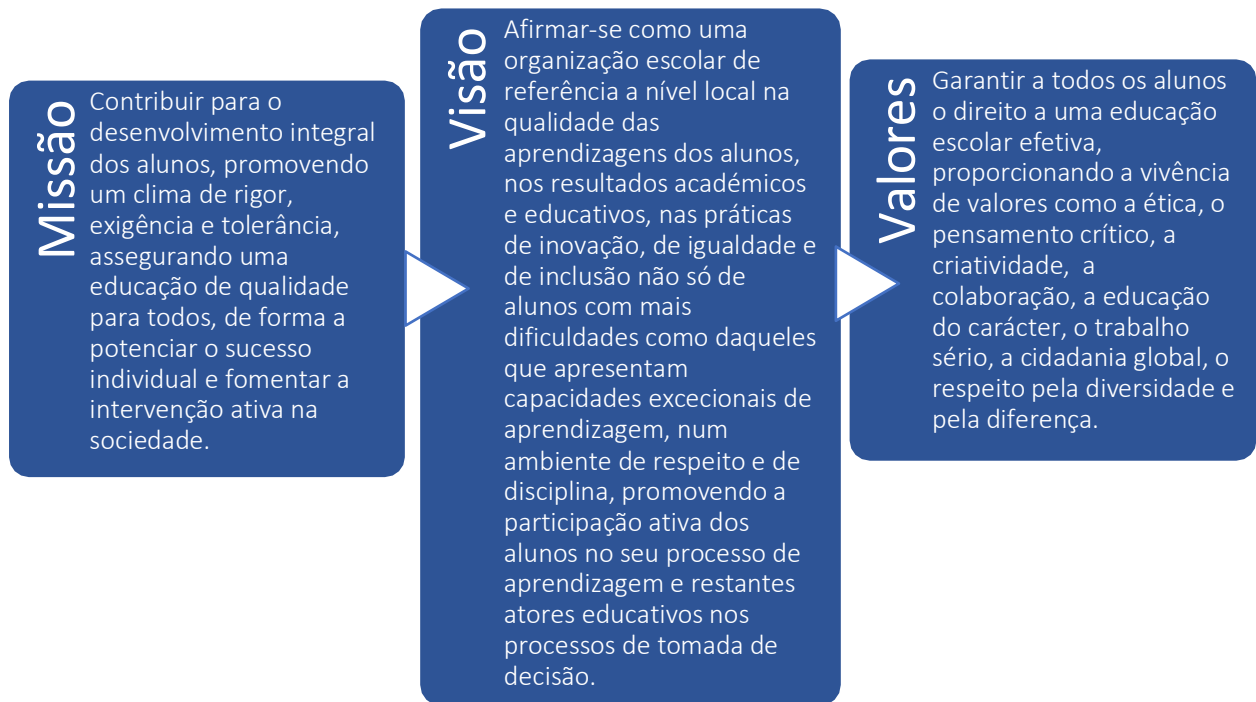 Missão
Contribuir para o
desenvolvimento integral
dos alunos, promovendo
um clima de rigor,
exigência e tolerância,
assegurando uma
educação de qualidade
para todos, de forma a
potenciar o sucesso
individual e fomentar a
intervenção ativa na
sociedade.
Visão
Afirmar-se como uma
organização escolar de
referência a nível local na
qualidade das
aprendizagens dos alunos,
nos resultados académicos
e educativos, nas práticas
de inovação, de igualdade e
de inclusão não só de
alunos com mais
dificuldades como daqueles
que apresentam
capacidades excecionais de
aprendizagem, num
ambiente de respeito e de
disciplina, promovendo a
participação ativa dos
alunos no seu processo de
aprendizagem e restantes
atores educativos nos
processos de tomada de
decisão.
Valores
Garantir a todos os alunos
o direito a uma educação
escolar efetiva,
proporcionando a vivência
de valores como a ética, o
pensamento crítico, a
criatividade,  a
colaboração, a educação
do carácter, o trabalho
sério, a cidadania global, o
respeito pela diversidade e
pela diferença.